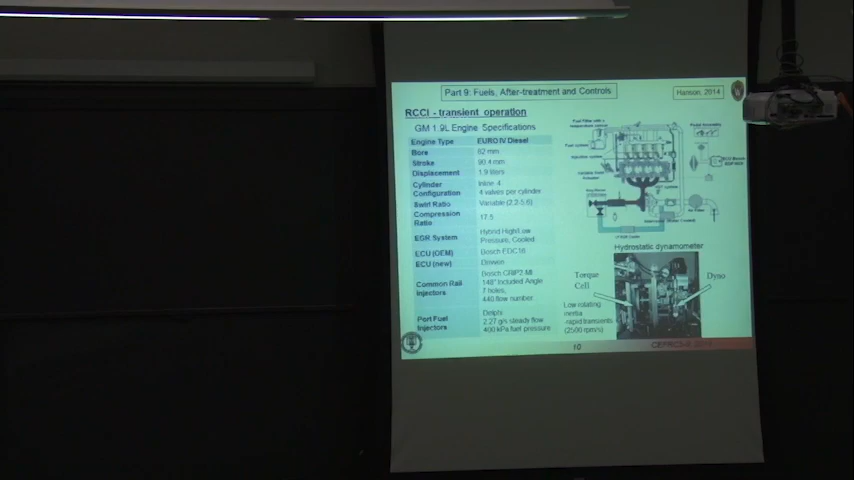 Part 9: Fuels, After-treatment and Controls
Hanson, 2014
RCCI - transient operation
GM 1.9L Engine Specifications
Engine Type EURO IV Diesel
Bore 82 mm
Stroke 90.4 mm
Displacement 1.9 liters
Cylinder Configuration Inline 4
4 valves per cylinder
Swirl Ratio Variable (2.2-5.6)
Compression Ratio 17.5
EGR System Hybrid High/Low
Pressure, Cooled
ECU (OEM) Bosch EDC16
ECU (new) Drivven
Common Rail Injectors Bosch CRIP2-MI
148° Included Angle
7 holes,
440 flow number
Port Fuel Injectors Delphi
2.27 g/s steady flow
400 kPa fuel pressure
Fuel system
Hydrostatic dynamometer
Torque Cell
Dyno
Low rotating
inertia
-rapid transients
(2500 rpm/s)
10